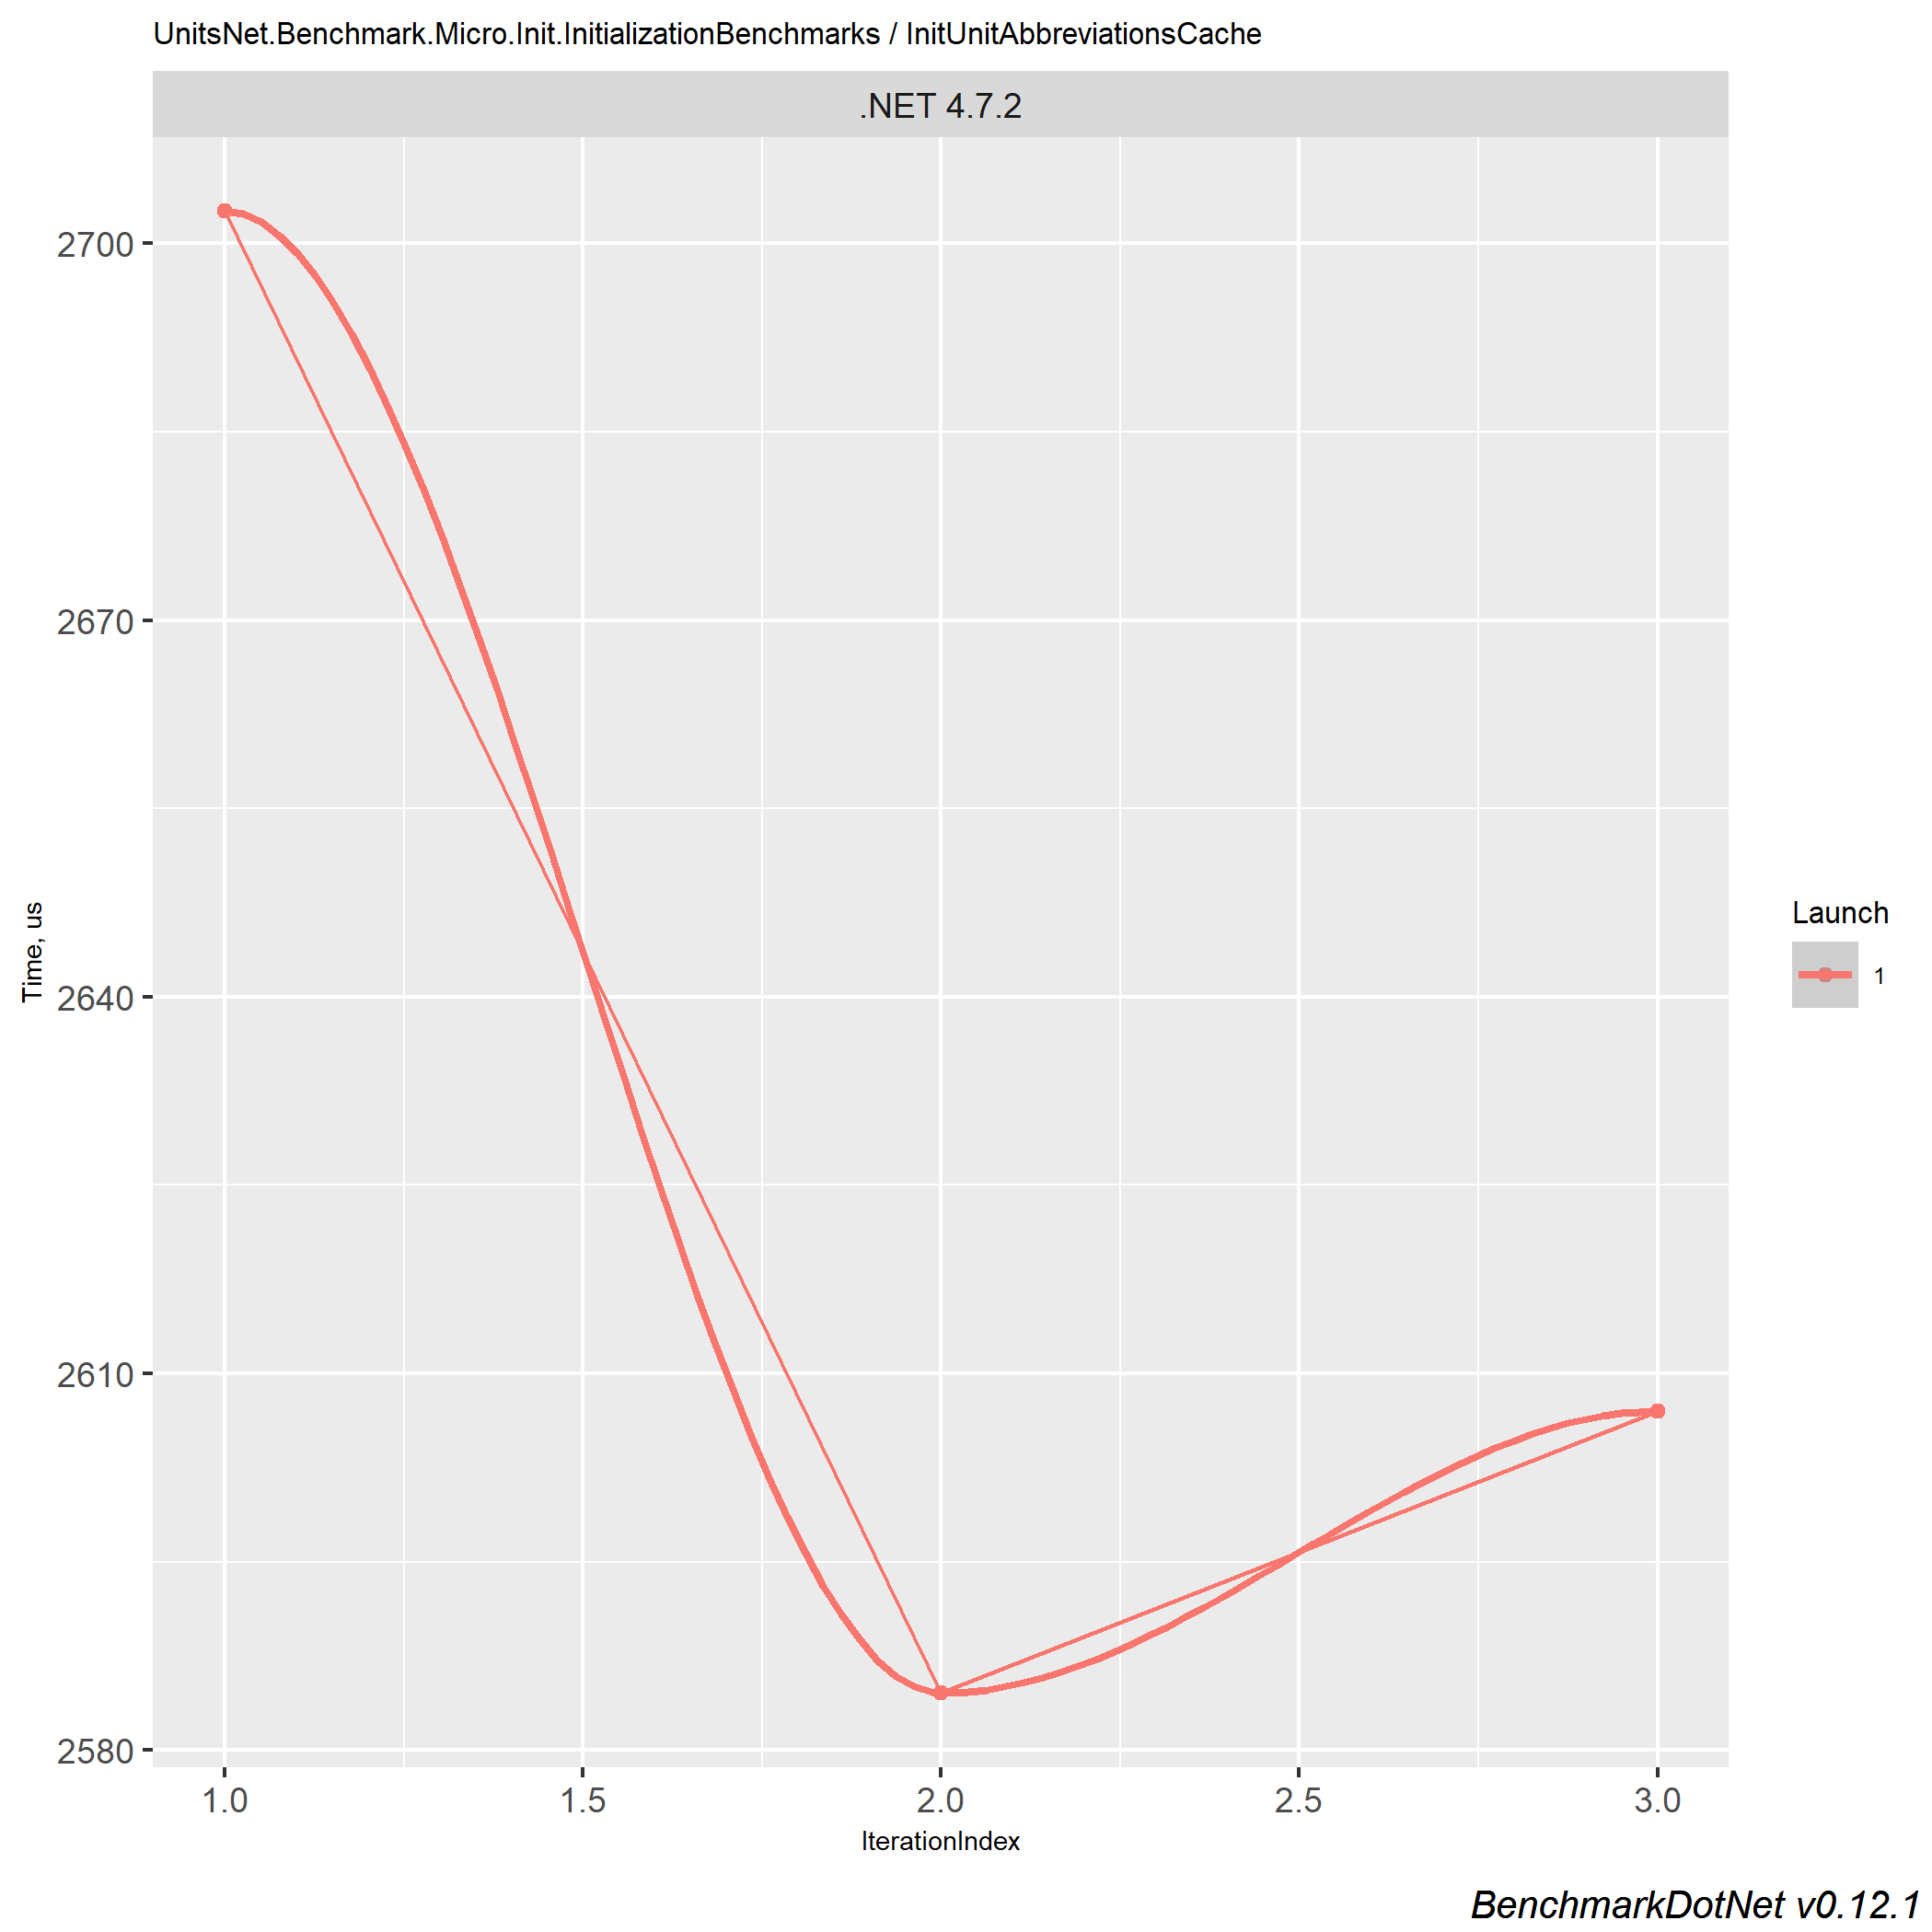 UnitsNet.Benchmark.Micro.Init.InitializationBenchmarks / InitUnitAbbreviationsCache
.NET 4.7.2
2700
2670
2640
2610
2580
Time, us
1.0 1.5 2.0 2.5 3.0
IterationIndex
Launch
1
BenchmarkDotNet v0.12.1